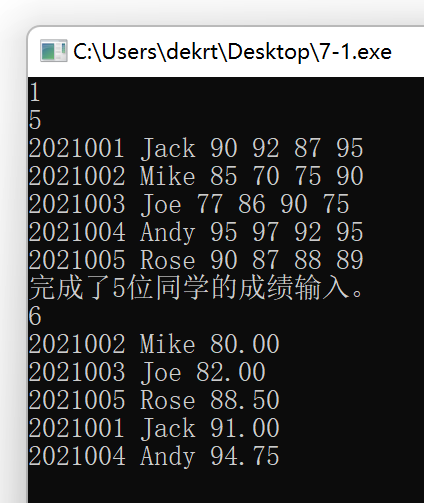 C:\Users\dekrt\Desktop\7-1.exe
1
5
2021001 Jack 90 92 87 95
2021002 Mike 85 70 75 90
2021003 Joe 77 86 90 75
2021004 Andy 95 97 92 95
2021005 Rose 90 87 88 89
完成了5位同学的成绩输入。
6
2021002 Mike 80.00
2021003 Joe 82.00
2021005 Rose 88.50
2021001 Jack 91.00
2021004 Andy 94.75